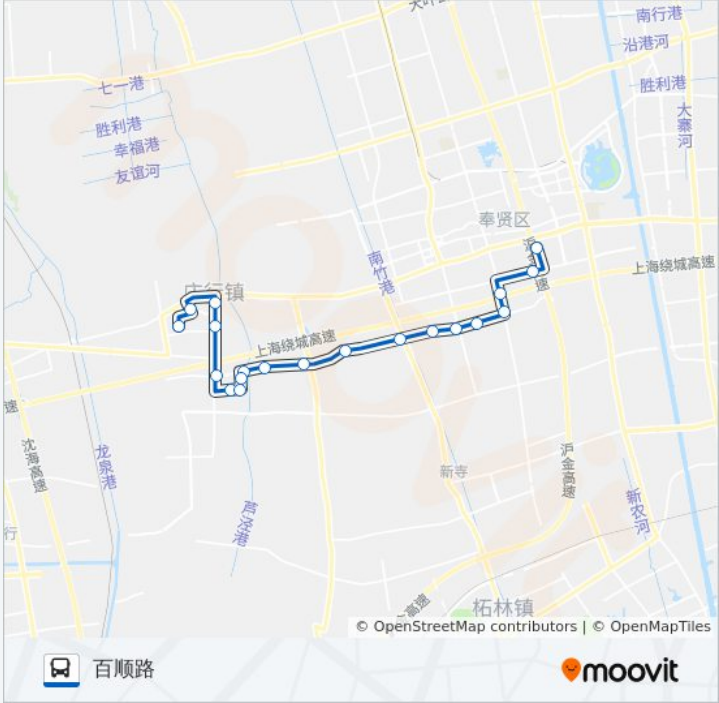 南行港
沿港河
七一港
胜利港
大寨河
胜利港
幸福港
友谊河
奉贤区
南竹港
上海绕城高速
庄行镇
上海绕城高速
速
沈海高速
龙泉港
新寺
沪金高速
新农河
芦泾港
行
柘林镇
高速
© OpenStreetMap contributors | © OpenMapTiles
百顺路
moovit